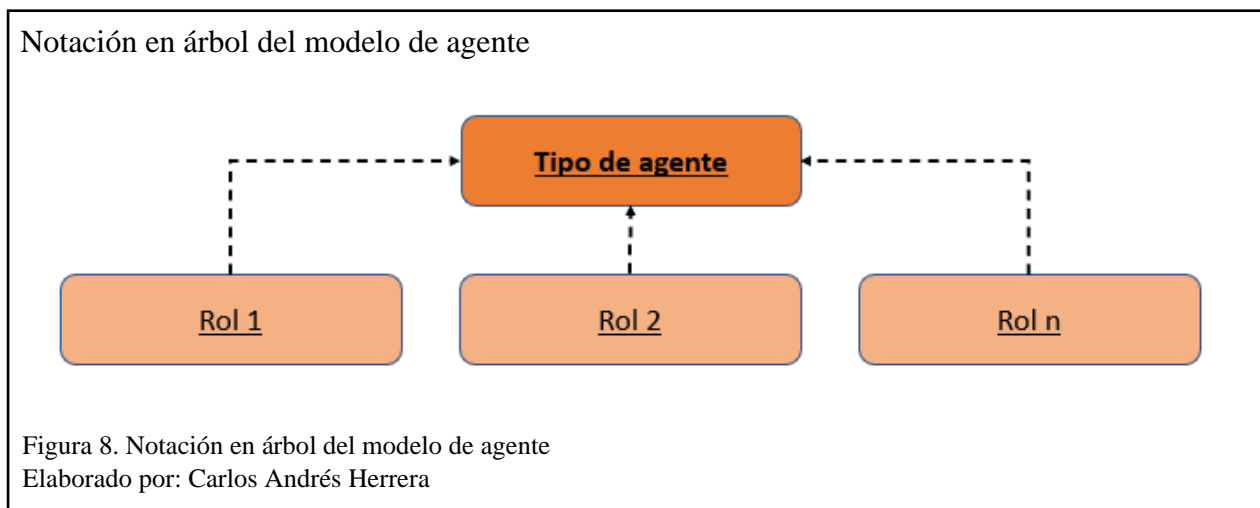 Notación en árbol del modelo de agente
Tipo de agente
Rol 1
Rol 2
Rol n
Figura 8. Notación en árbol del modelo de agente
Elaborado por: Carlos Andrés Herrera